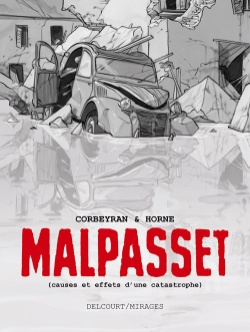 CORBEYRAN & HORNE
MALPASSET
(causes et effets d'une catastrophe)
DELCOURT/MIRAGES